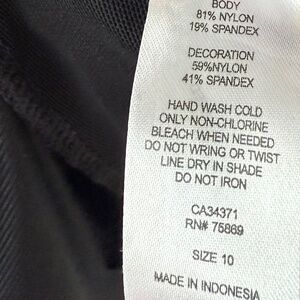 BODY
81% NYLON
19% SPANDEX
DECORATION
59%NYLON
41% SPANDEX
HAND WASH COLD
ONLY NON-CHLORINE
BLEACH WHEN NEEDED
DO NOT WRING OR TWIST
LINE DRY IN SHADE
DO NOT IRON
CA34371
RN# 75869
SIZE 10
MADE IN INDONESIA